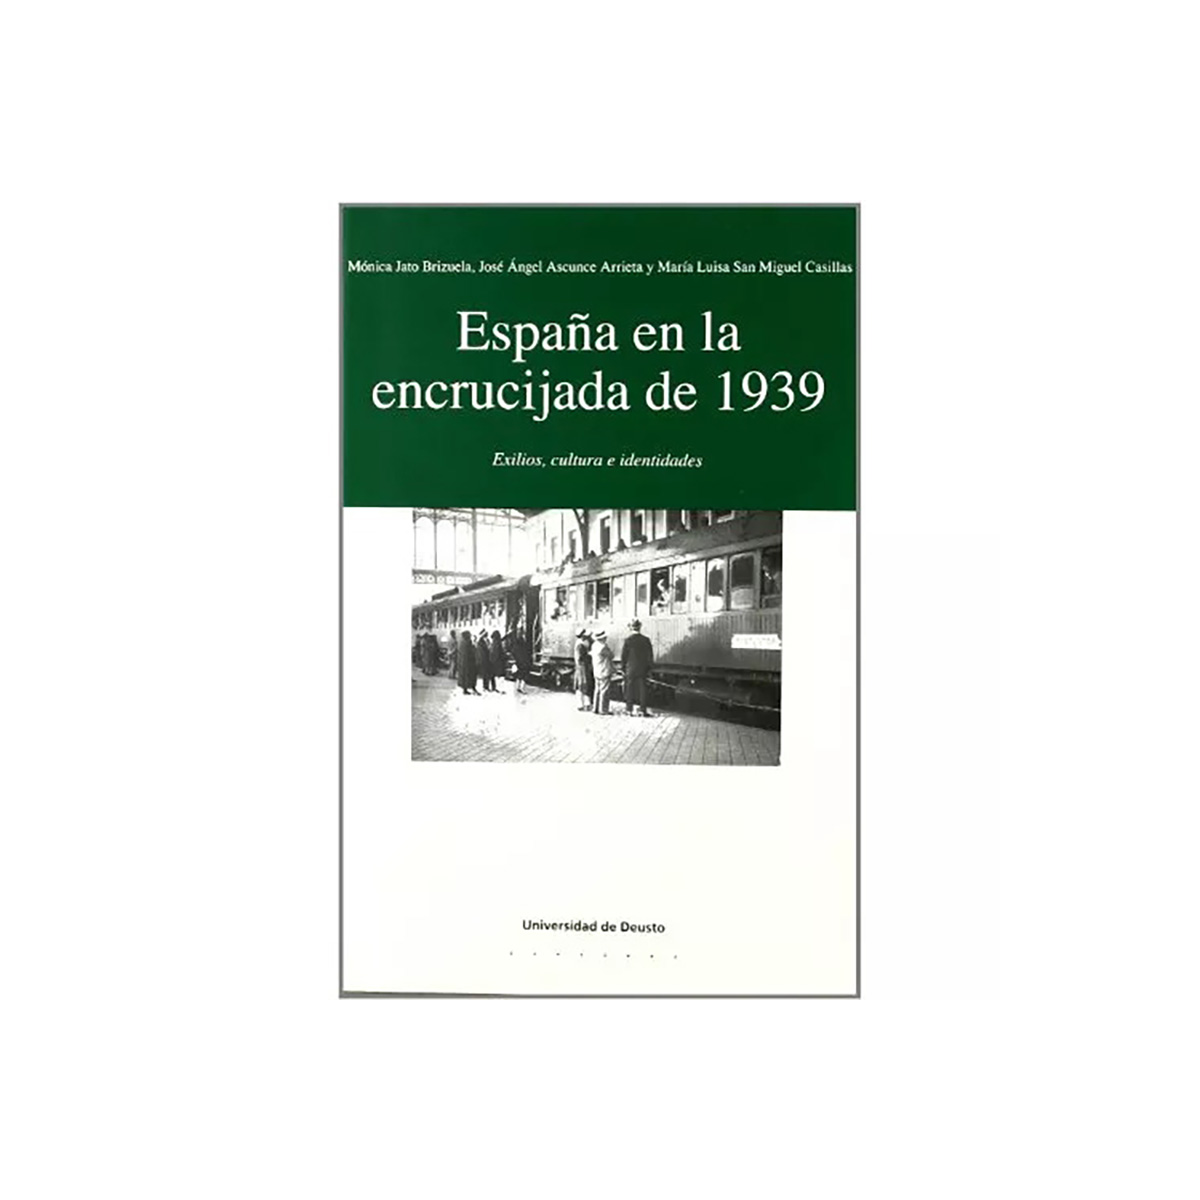 Mónica Jato Brizuela, José Ángel Ascunce Arrieta y María Luisa San Miguel Casillas
España en la
encrucijada de 1939
Exilios, cultura e identidades
Universidad de Deusto